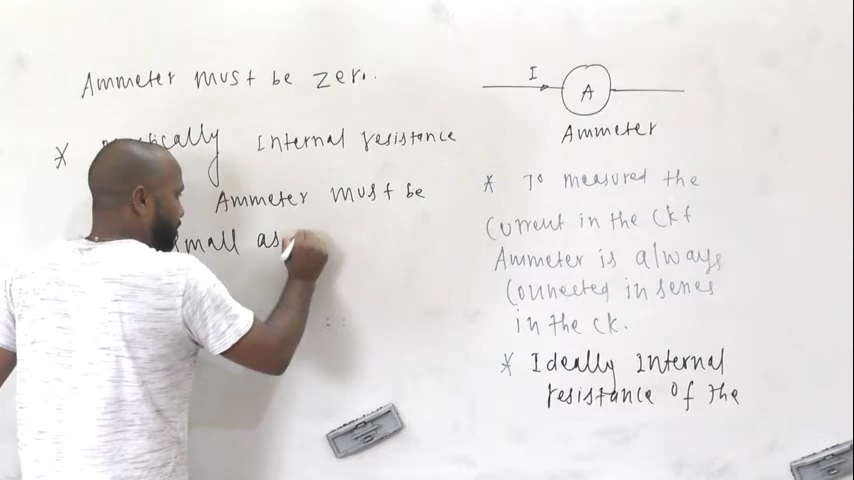 Ammeter must be zero.
* Internal resistance
Ammeter must be
small as
I
A
Ammeter
* To measured the
Current in the ckt
Ammeter is always
Connected in series
in the ck.
* Ideally Internal
resistance of the